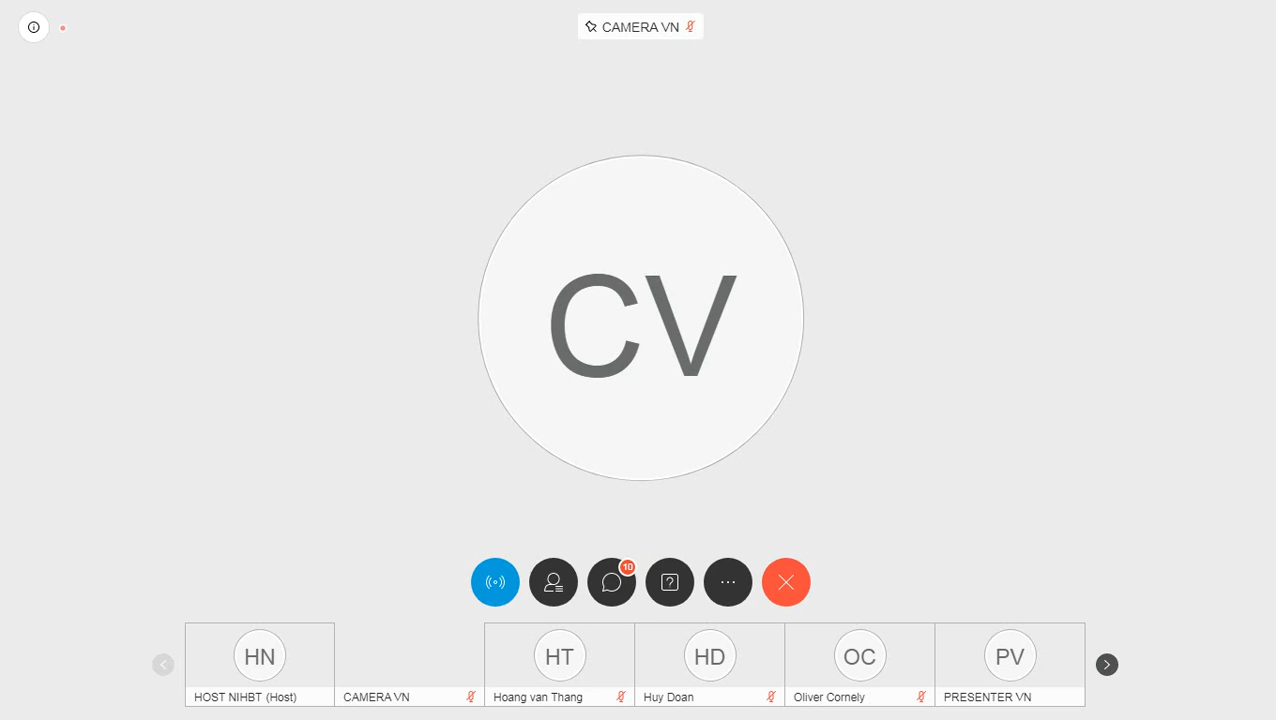 CAMERA VN
CV
10
?
HN
HT
HD
OC
PV
HOST NIHBT (Host)
CAMERA VN
Hoang van Thang
Huy Doan
Oliver Cornely
PRESENTER VN